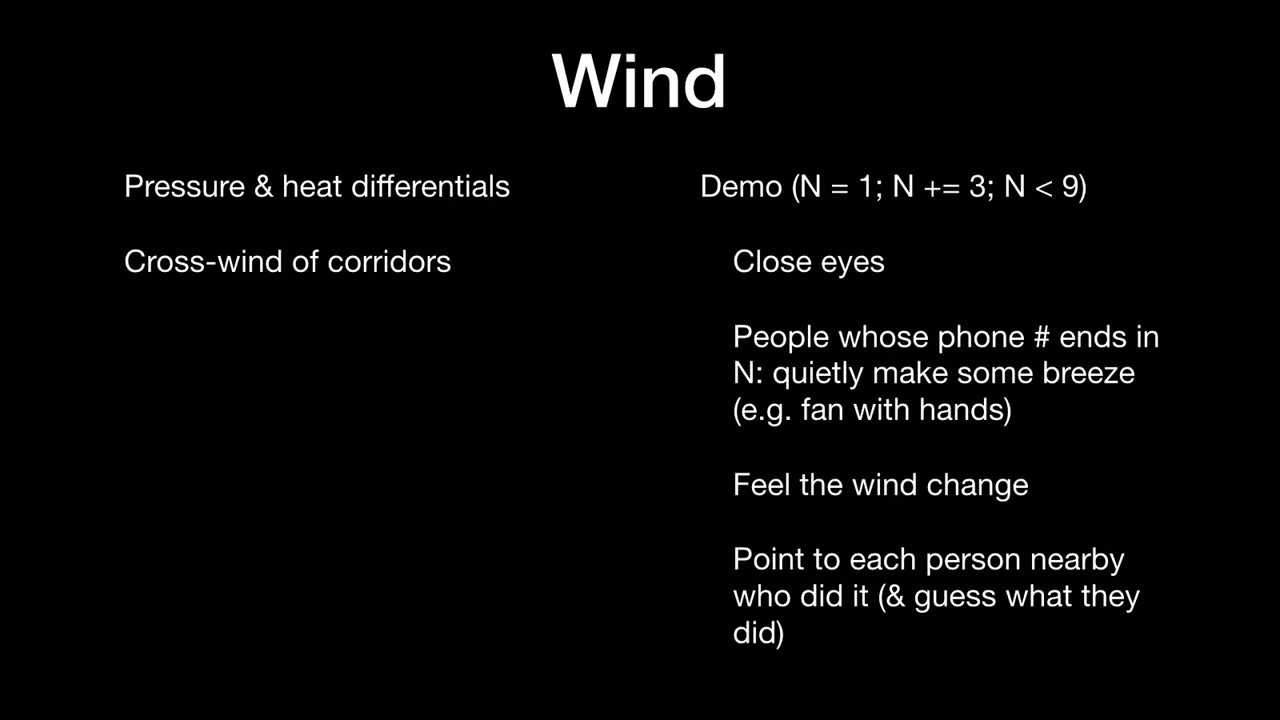 Wind
Pressure & heat differentials
Cross-wind of corridors
Demo (N = 1; N += 3; N < 9)
Close eyes
People whose phone # ends in
N: quietly make some breeze
(e.g. fan with hands)
Feel the wind change
Point to each person nearby
who did it (& guess what they
did)